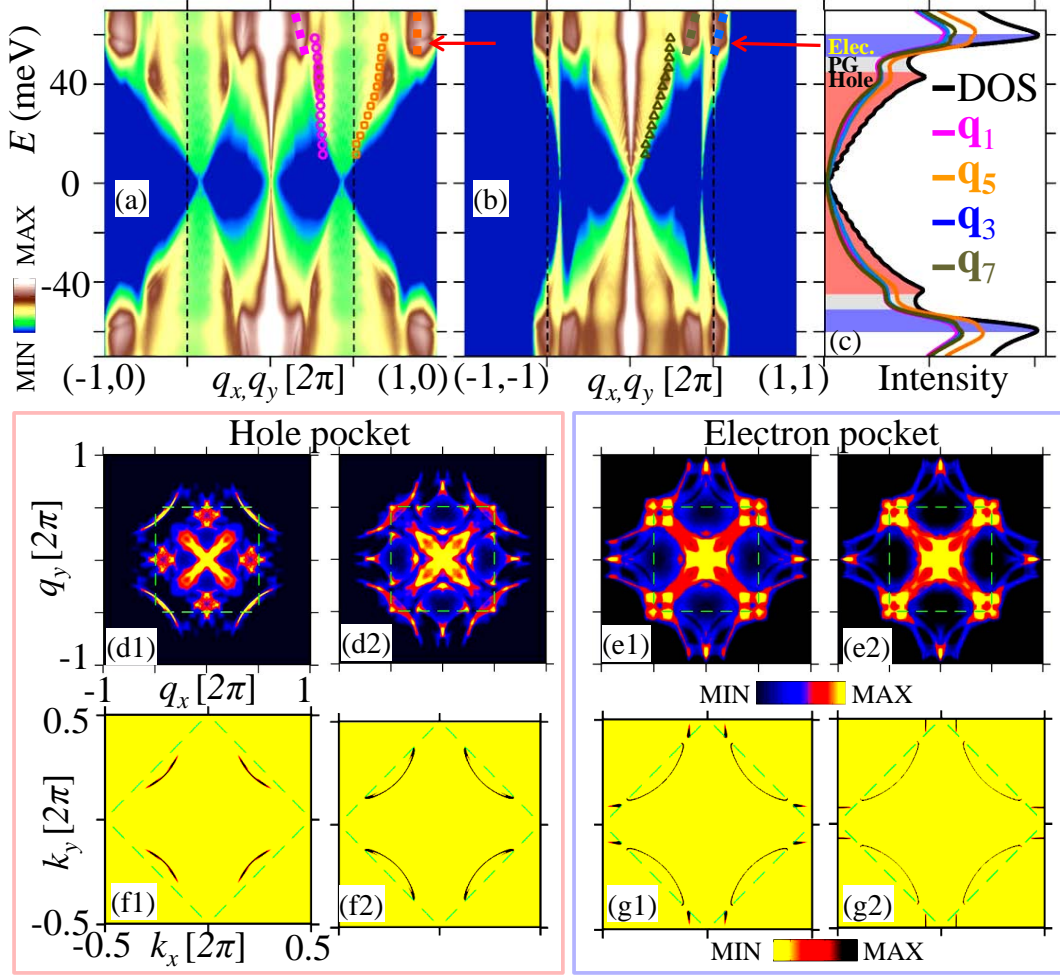 E (meV)
MIN MAX
40
0
-40
(a)
(b)
(c)
Elec.
PG
Hole
DOS
q1
q5
q3
q7
(-1,0) qx,qy [2π] (1,0)
(-1,-1) qx,qy [2π] (1,1)
Intensity
Hole pocket
Electron pocket
qy [2π]
1
-1
(d1)
(d2)
(e1)
(e2)
-1 qx [2π] 1
MIN MAX
ky [2π]
0.5
-0.5
(f1)
(f2)
(g1)
(g2)
-0.5 kx [2π] 0.5
MIN MAX